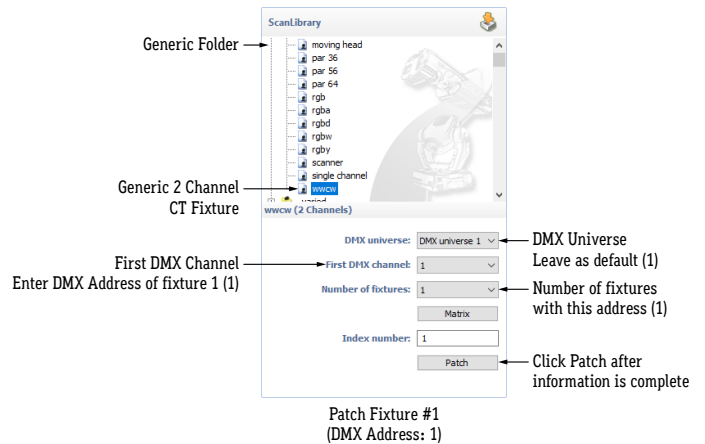 ScanLibrary
Generic Folder
moving head
par 36
par 56
par 64
rgb
rgba
rgbd
rgbw
rgby
scanner
single channel
Generic 2 Channel
CT Fixture
wwcw
varied
wwcw (2 Channels)
DMX universe: DMX universe 1
DMX Universe
Leave as default (1)
First DMX Channel
Enter DMX Address of fixture 1 (1)
First DMX channel: 1
Number of fixtures: 1
Number of fixtures
with this address (1)
Matrix
Index number: 1
Patch
Click Patch after
information is complete
Patch Fixture #1
(DMX Address: 1)